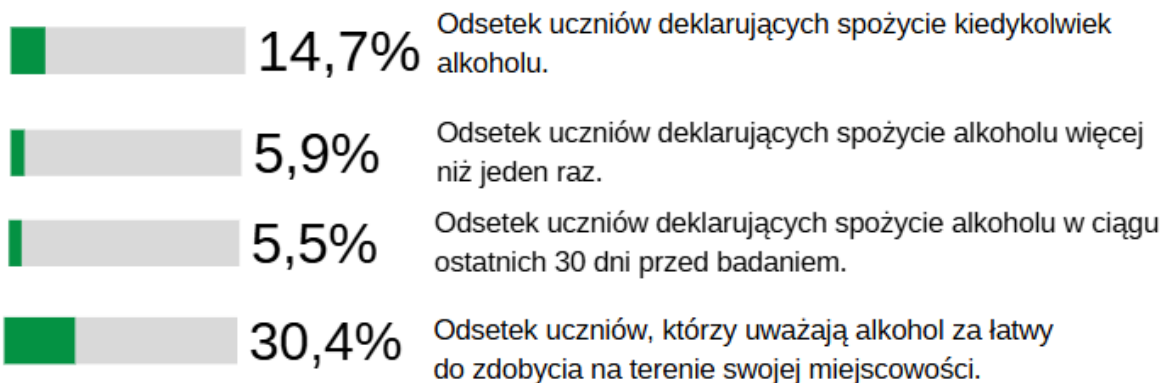 14,7%
Odsetek uczniów deklarujących spożycie kiedykolwiek
alkoholu.
5,9%
Odsetek uczniów deklarujących spożycie alkoholu więcej
niż jeden raz.
5,5%
Odsetek uczniów deklarujących spożycie alkoholu w ciągu
ostatnich 30 dni przed badaniem.
30,4%
Odsetek uczniów, którzy uważają alkohol za łatwy
do zdobycia na terenie swojej miejscowości.